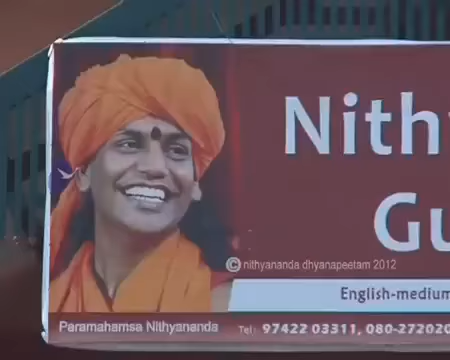 Nith
Gu
© nithyananda dhyanapeetam 2012
English-medium
Paramahamsa Nithyananda
Tel: 97422 03311, 080-272020